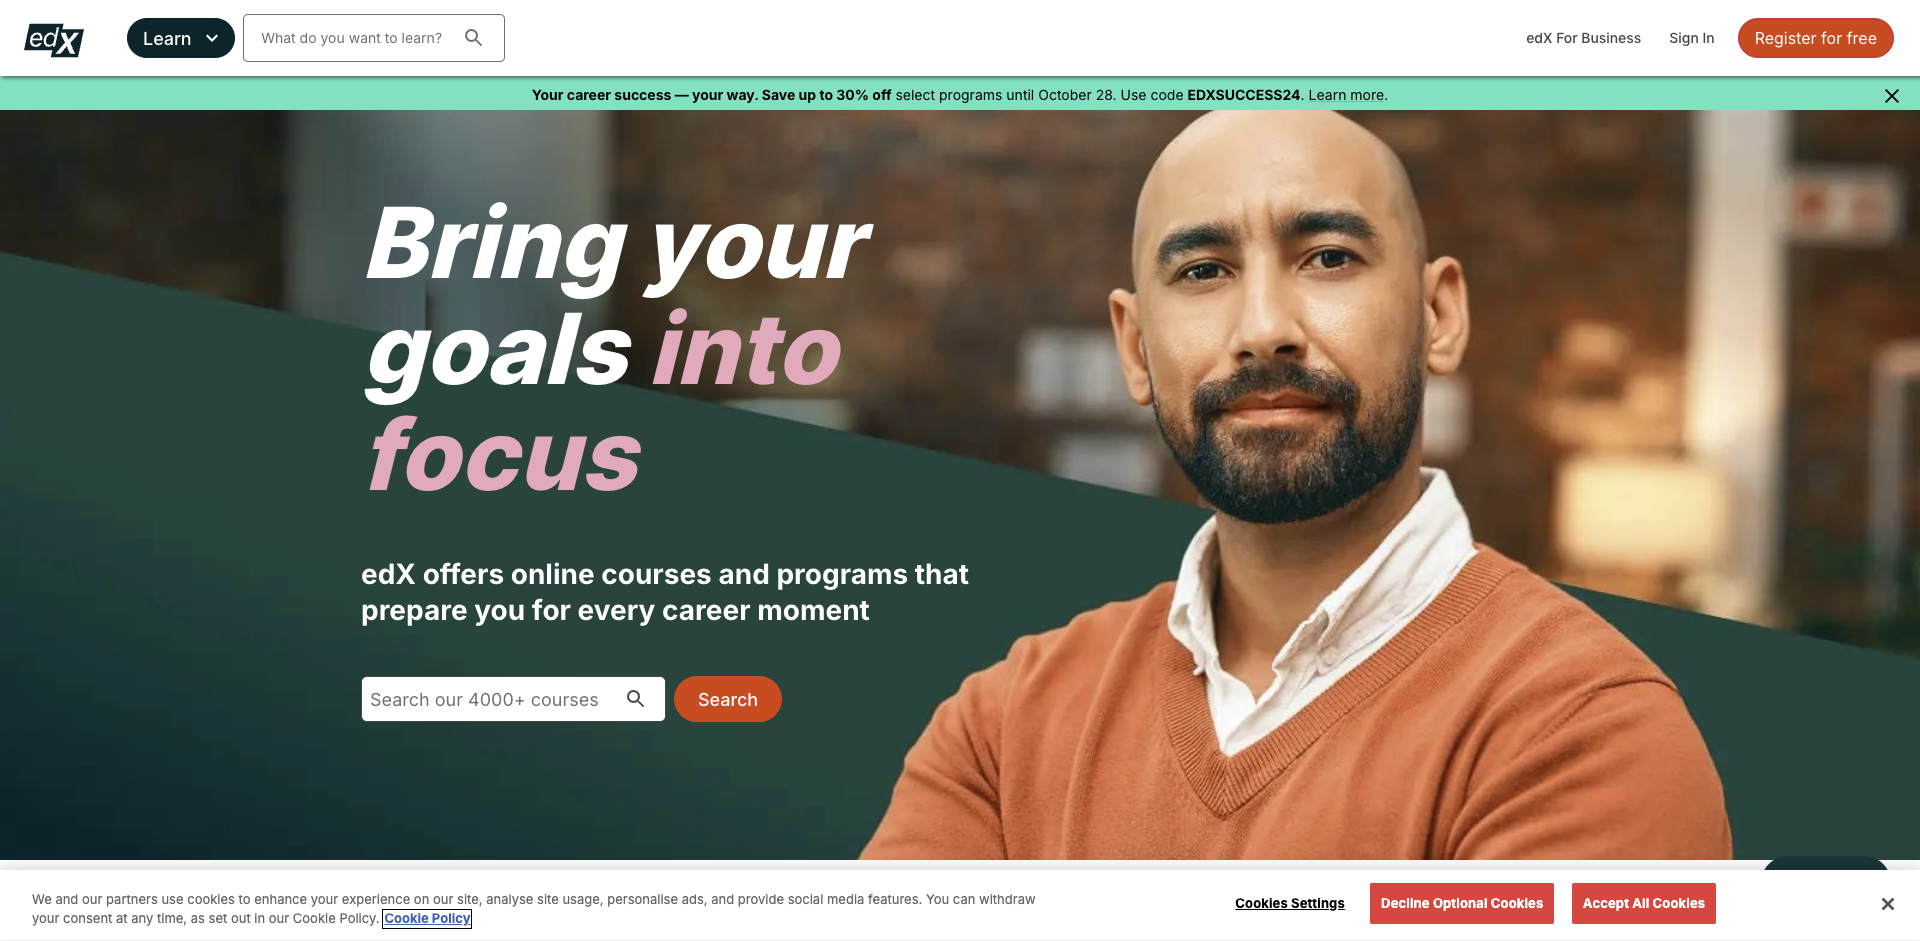 edX
Learn
What do you want to learn?
edX For Business
Sign In
Register for free
Your career success — your way. Save up to 30% off select programs until October 28. Use code EDXSUCCESS24. Learn more.
Bring your
goals into
focus
edX offers online courses and programs that
prepare you for every career moment
Search our 4000+ courses
Search
We and our partners use cookies to enhance your experience on our site, analyse site usage, personalise ads, and provide social media features. You can withdraw
your consent at any time, as set out in our Cookie Policy. Cookie Policy
Cookies Settings
Decline Optional Cookies
Accept All Cookies